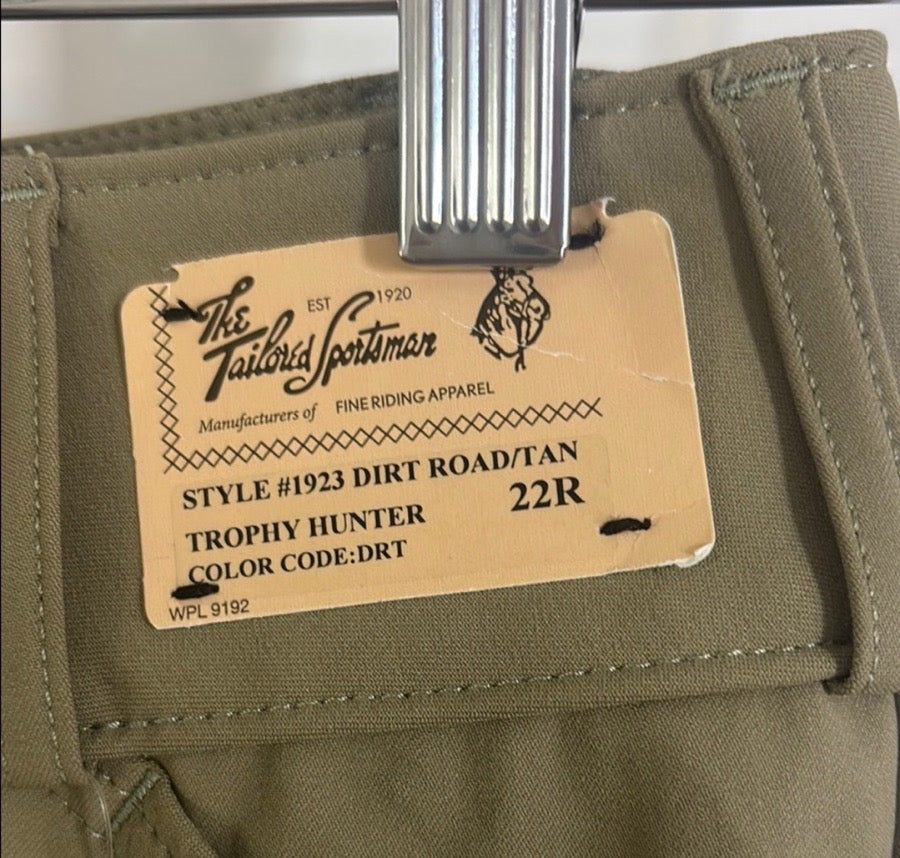 EST 1920
The
Tailored Sportsman
Manufacturers of FINE RIDING APPAREL
STYLE #1923 DIRT ROAD/TAN
TROPHY HUNTER 22R
COLOR CODE:DRT
WPL 9192